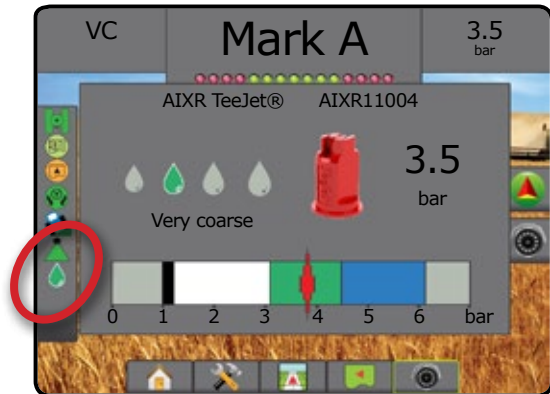 VC Mark A 3.5
bar
AIXR TeeJet® AIXR11004
3.5
bar
Very coarse
0 1 2 3 4 5 6 bar